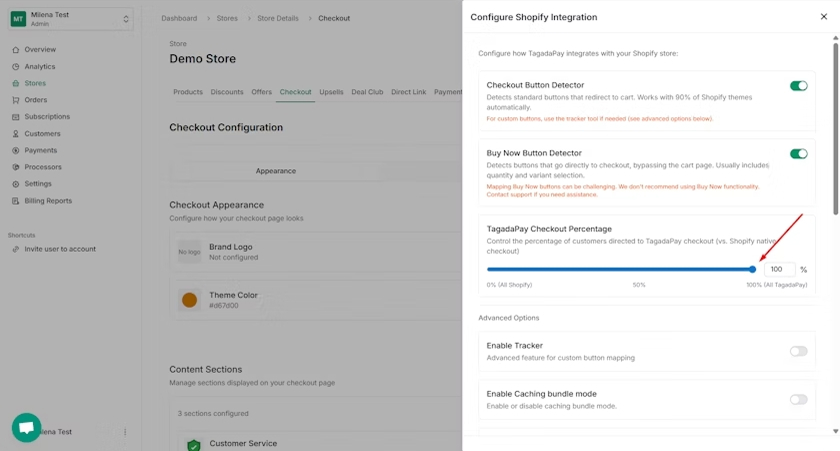 MT
Milena Test
Admin
Overview
Analytics
Stores
Orders
Subscriptions
Customers
Payments
Processors
Settings
Billing Reports
Shortcuts
Invite user to account
lena Test
Dashboard > Stores > Store Details > Checkout
Store
Demo Store
Products Discounts Offers Checkout Upsells Deal Club Direct Link Payment
Checkout Configuration
Appearance
Checkout Appearance
Configure how your checkout page looks
No logo
Brand Logo
Not configured
Theme Color
#d67d00
Content Sections
Manage sections displayed on your checkout page
3 sections configured
Customer Service
Configure Shopify Integration
Configure how TagadaPay integrates with your Shopify store:
Checkout Button Detector
Detects standard buttons that redirect to cart. Works with 90% of Shopify themes
automatically.
For custom buttons, use the tracker tool if needed (see advanced options below).
Buy Now Button Detector
Detects buttons that go directly to checkout, bypassing the cart page. Usually includes
quantity and variant selection.
Mapping Buy Now buttons can be challenging. We don't recommend using Buy Now functionality.
Contact support if you need assistance.
TagadaPay Checkout Percentage
Control the percentage of customers directed to TagadaPay checkout (vs. Shopify native
checkout)
100 %
0% (All Shopify) 50% 100% (All TagadaPay)
Advanced Options
Enable Tracker
Advanced feature for custom button mapping
Enable Caching bundle mode
Enable or disable caching bundle mode.